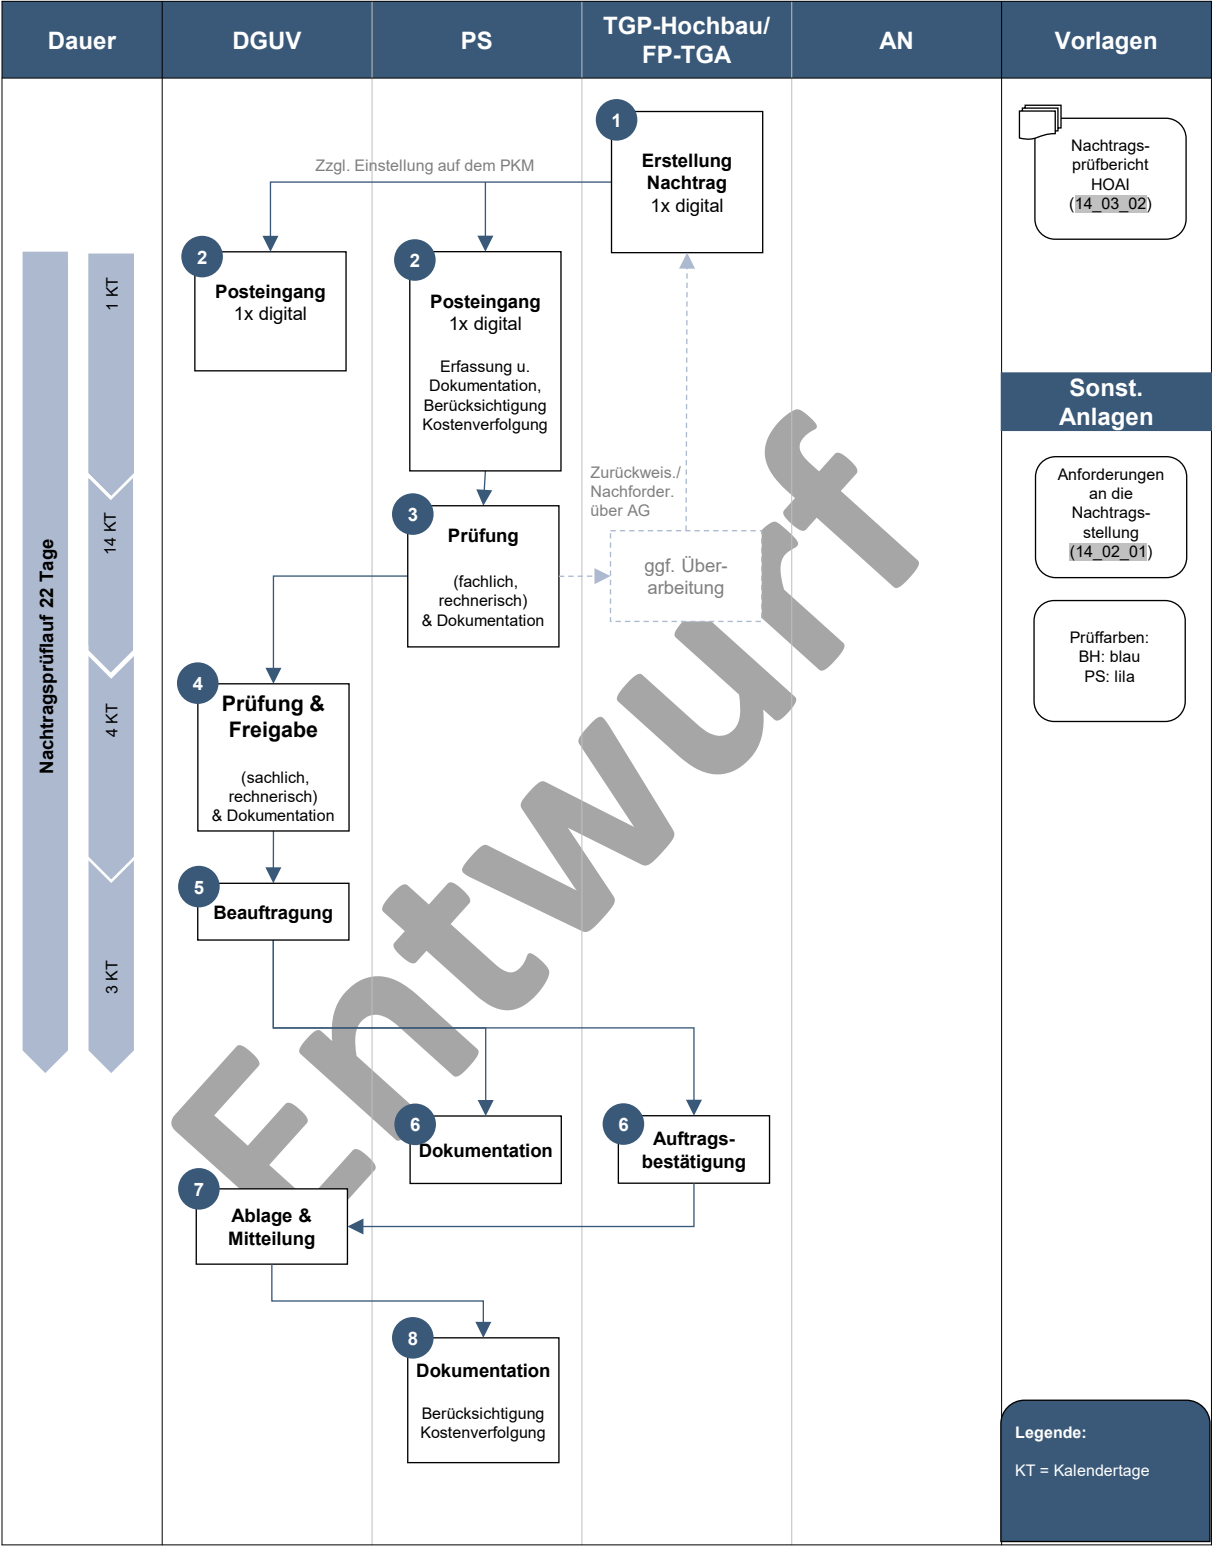 Dauer
DGUV
PS
TGP-Hochbau/
FP-TGA
AN
Vorlagen
1
Erstellung
Nachtrag
1x digital
Zzgl. Einstellung auf dem PKM
Nachtrags-
prüfbericht
HOAI
(14_03_02)
2
Posteingang
1x digital
2
Posteingang
1x digital
Erfassung u.
Dokumentation,
Berücksichtigung
Kostenverfolgung
Nachtragsprüflauf 22 Tage
1 KT
14 KT
4 KT
3 KT
Sonst.
Anlagen
Anforderungen
an die
Nachtrags-
stellung
(14_02_01)
Zurückweis./
Nachforder.
über AG
3
Prüfung
(fachlich,
rechnerisch)
& Dokumentation
ggf. Über-
arbeitung
Prüffarben:
BH: blau
PS: lila
4
Prüfung &
Freigabe
(sachlich,
rechnerisch)
& Dokumentation
5
Beauftragung
Entwurf
6
Dokumentation
6
Auftrags-
bestätigung
7
Ablage &
Mitteilung
8
Dokumentation
Berücksichtigung
Kostenverfolgung
Legende:
KT = Kalendertage